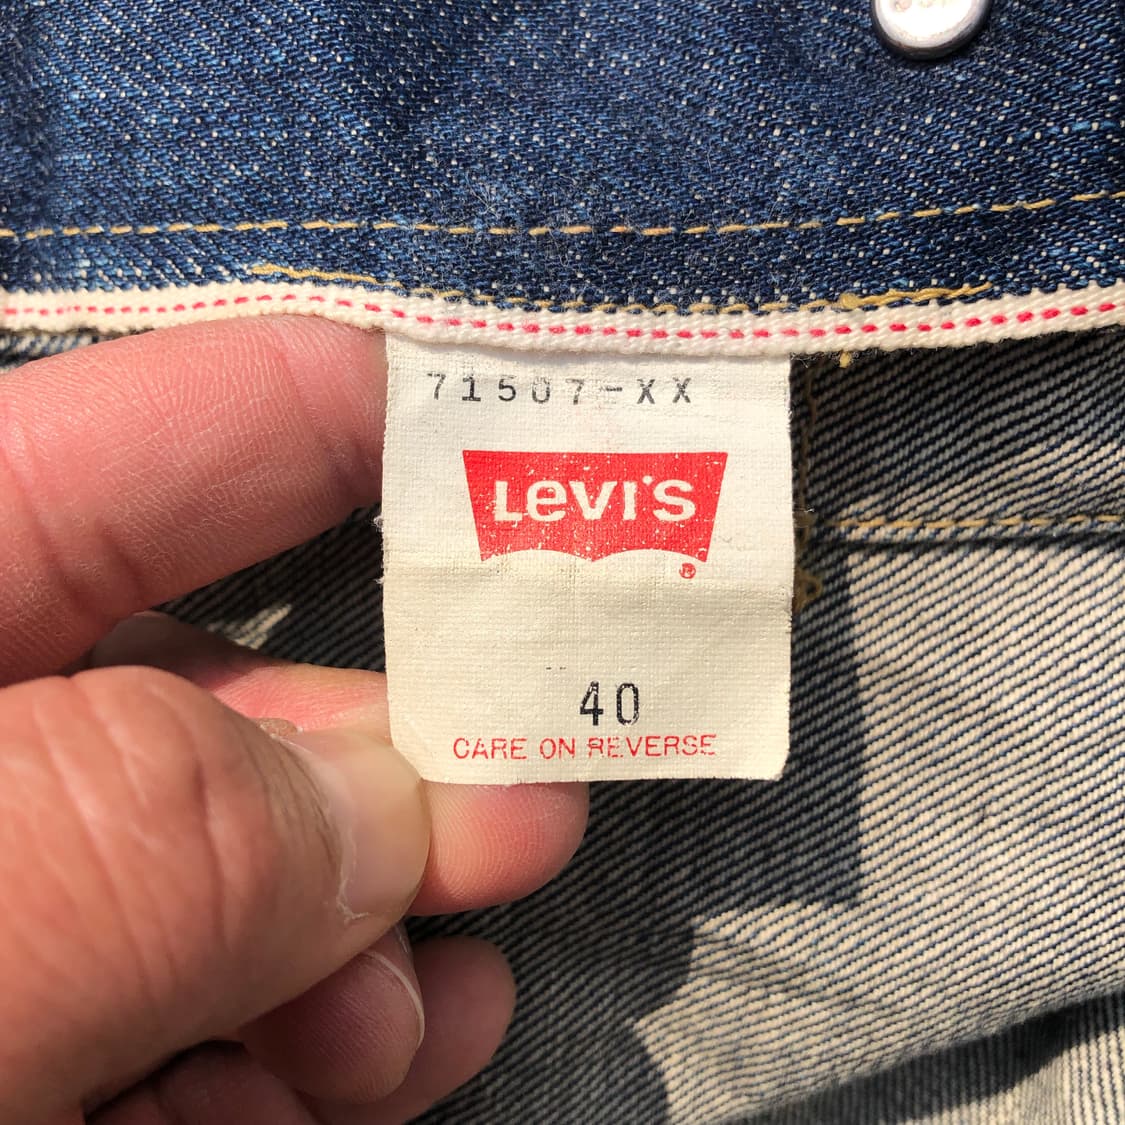 71507-XX
LEVI'S
®
40
CARE ON REVERSE